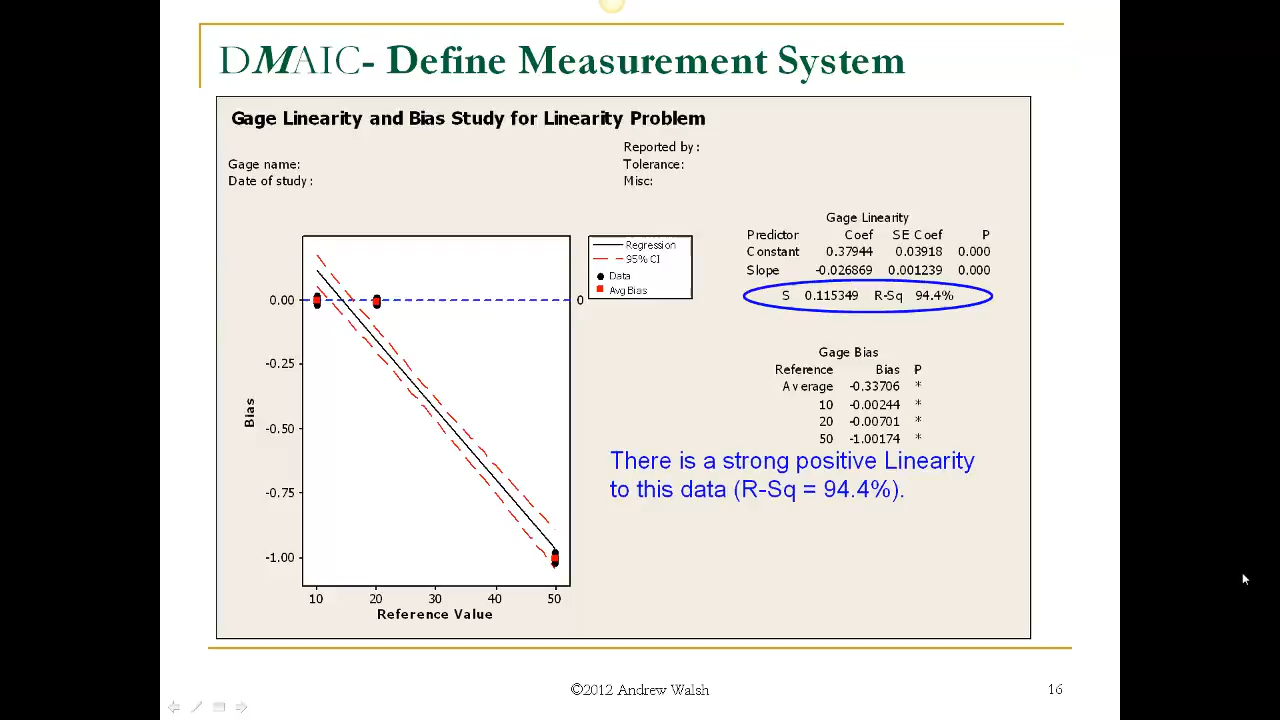 DMAIC- Define Measurement System
Gage Linearity and Bias Study for Linearity Problem
Reported by:
Gage name: Tolerance:
Date of study: Misc:
Gage Linearity
Predictor Coef SE Coef P
Constant 0.37944 0.03918 0.000
Slope -0.026869 0.001239 0.000
S 0.115349 R-Sq 94.4%
Regression
95% CI
Data
Avg Bias
0.00
-0.25
-0.50
-0.75
-1.00
0
Bias
10 20 30 40 50
Reference Value
Gage Bias
Reference Bias P
Average -0.33706 *
10 -0.00244 *
20 -0.00701 *
50 -1.00174 *
There is a strong positive Linearity
to this data (R-Sq = 94.4%).
©2012 Andrew Walsh
16